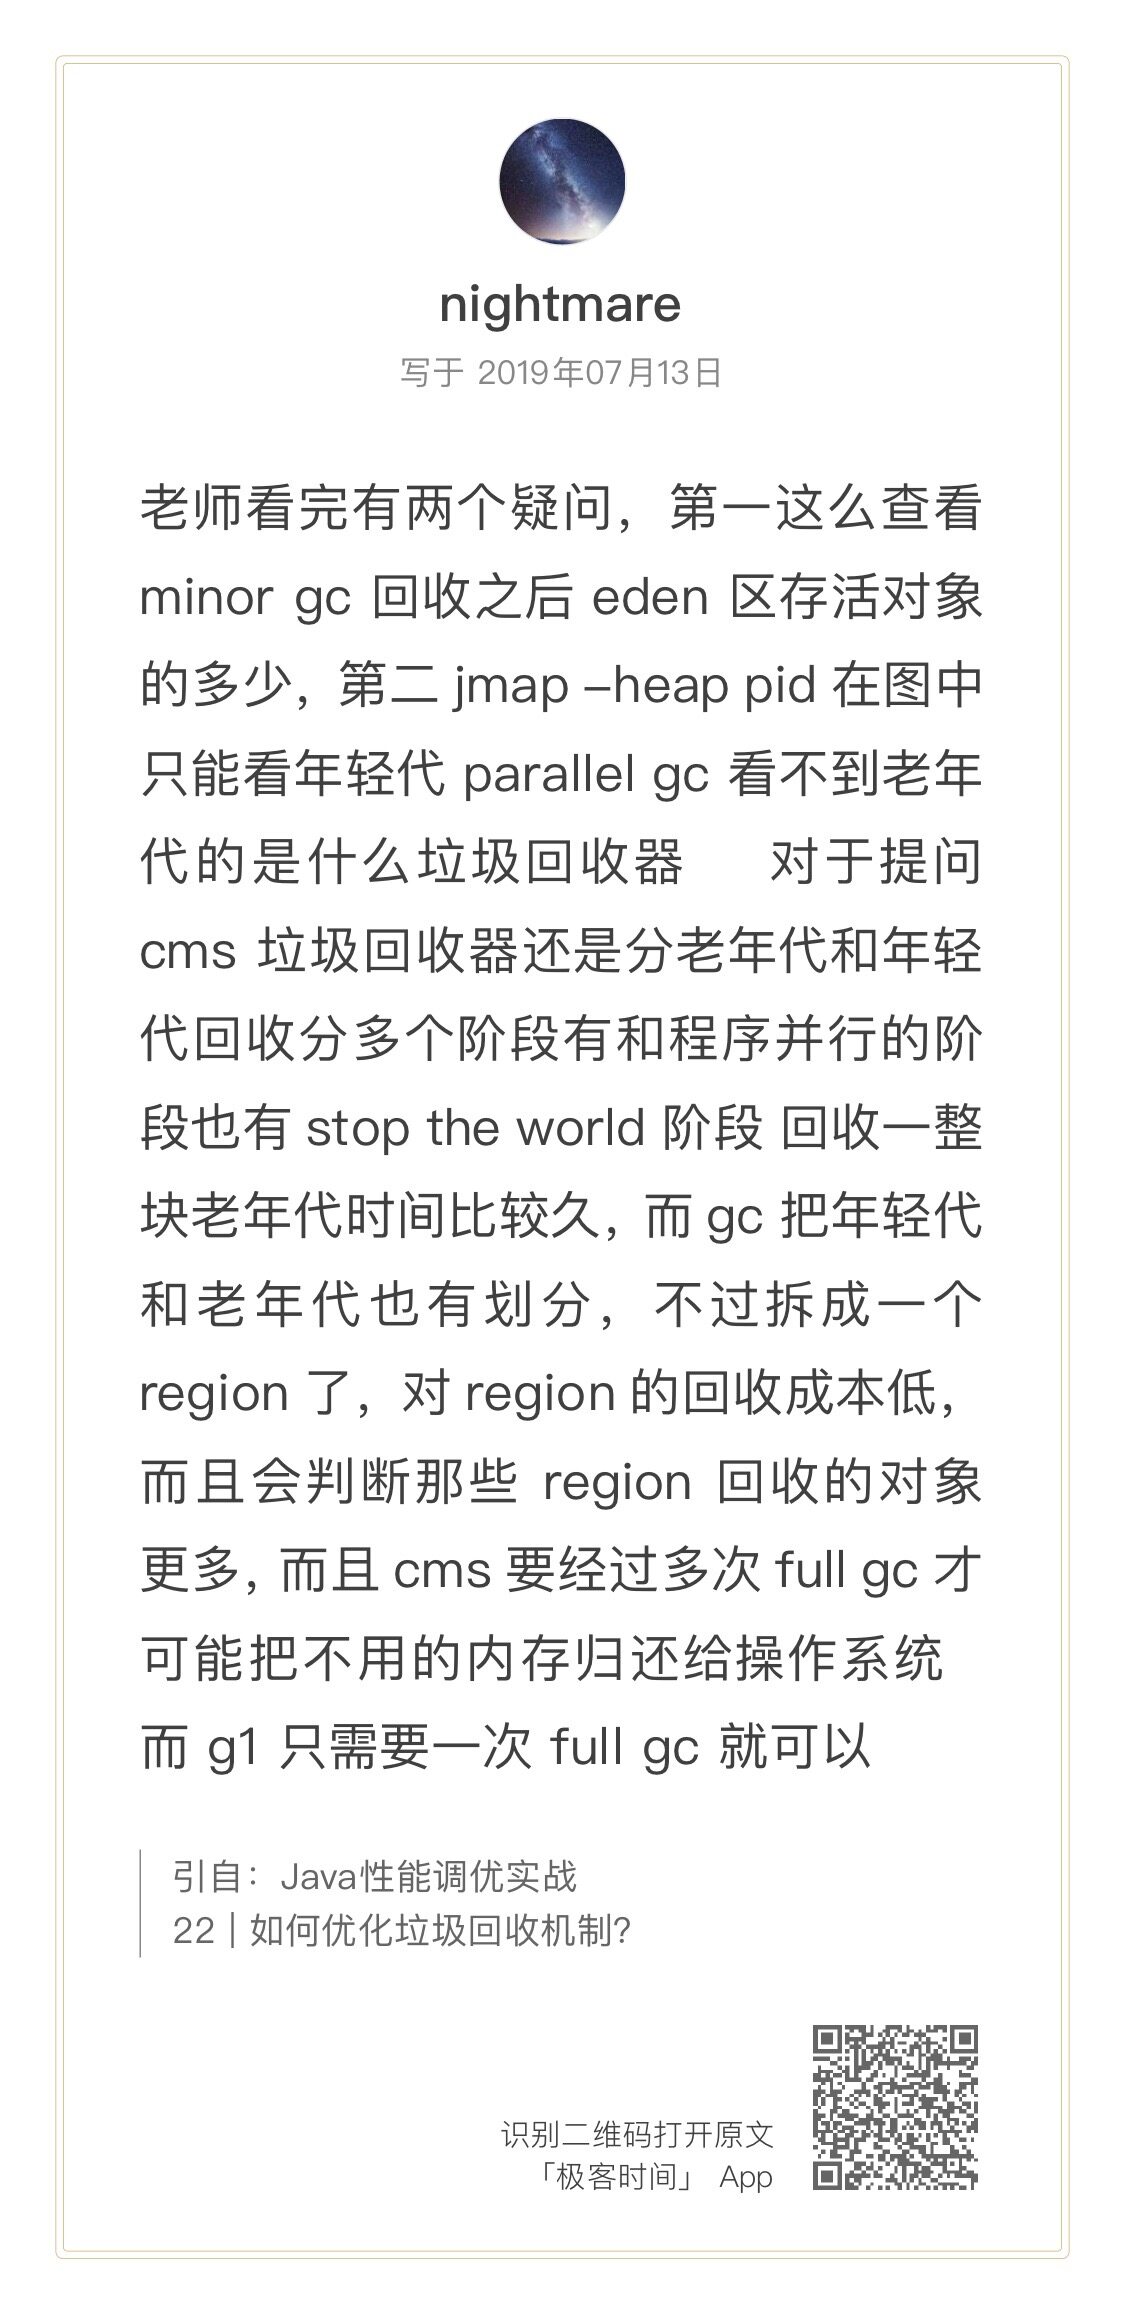 nightmare
写于 2019年07月13日
老师看完有两个疑问，第一这么查看
minor gc 回收之后 eden 区存活对象
的多少，第二 jmap –heap pid 在图中
只能看年轻代 parallel gc 看不到老年
代的是什么垃圾回收器　对于提问
cms 垃圾回收器还是分老年代和年轻
代回收分多个阶段有和程序并行的阶
段也有 stop the world 阶段 回收一整
块老年代时间比较久，而 gc 把年轻代
和老年代也有划分，不过拆成一个
region 了，对 region 的回收成本低，
而且会判断那些 region 回收的对象
更多，而且 cms 要经过多次 full gc 才
可能把不用的内存归还给操作系统
而 g1 只需要一次 full gc 就可以
引自：Java性能调优实战
22 | 如何优化垃圾回收机制?
识别二维码打开原文
「极客时间」 App